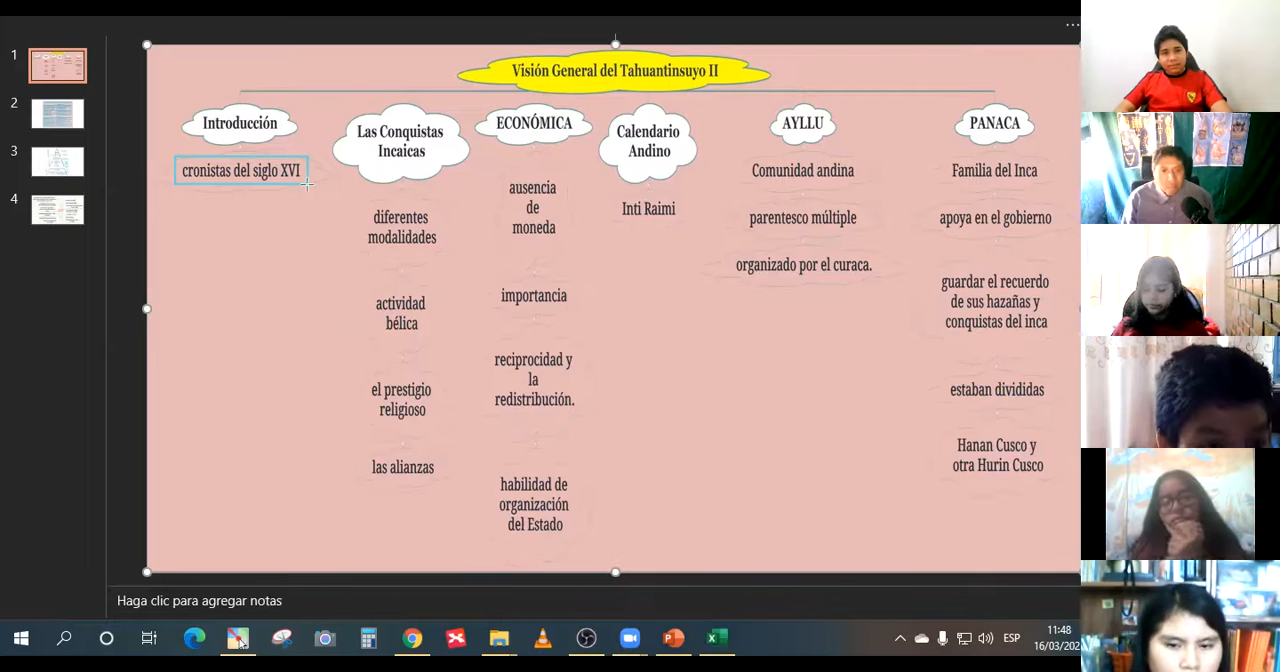 1
2
3
4
Visión General del Tahuantinsuyo II
Introducción
cronistas del siglo XVI
Las Conquistas
Incaicas
diferentes
modalidades
actividad
bélica
el prestigio
religioso
las alianzas
ECONÓMICA
ausencia
de
moneda
importancia
reciprocidad y
la
redistribución.
habilidad de
organización
del Estado
Calendario
Andino
Inti Raimi
AYLLU
Comunidad andina
parentesco múltiple
organizado por el curaca.
PANACA
Familia del Inca
apoya en el gobierno
guardar el recuerdo
de sus hazañas y
conquistas del inca
estaban divididas
Hanan Cusco y
otra Hurin Cusco
Haga clic para agregar notas
ESP
11:48
16/03/202